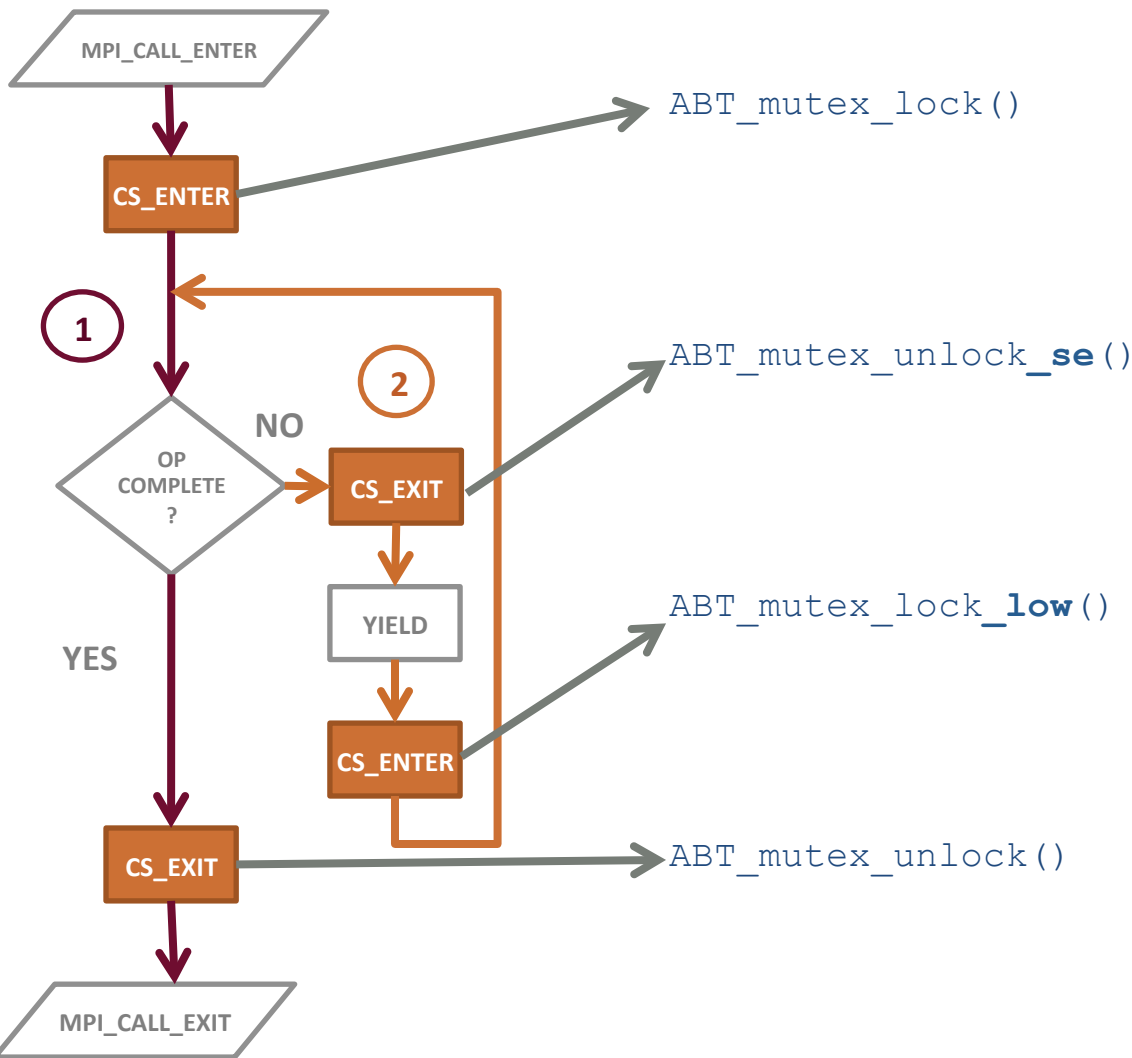 MPI_CALL_ENTER
ABT_mutex_lock()
CS_ENTER
1
ABT_mutex_unlock_se()
2
NO
OP
COMPLETE
?
CS_EXIT
YIELD
ABT_mutex_lock_low()
YES
CS_ENTER
CS_EXIT
ABT_mutex_unlock()
MPI_CALL_EXIT